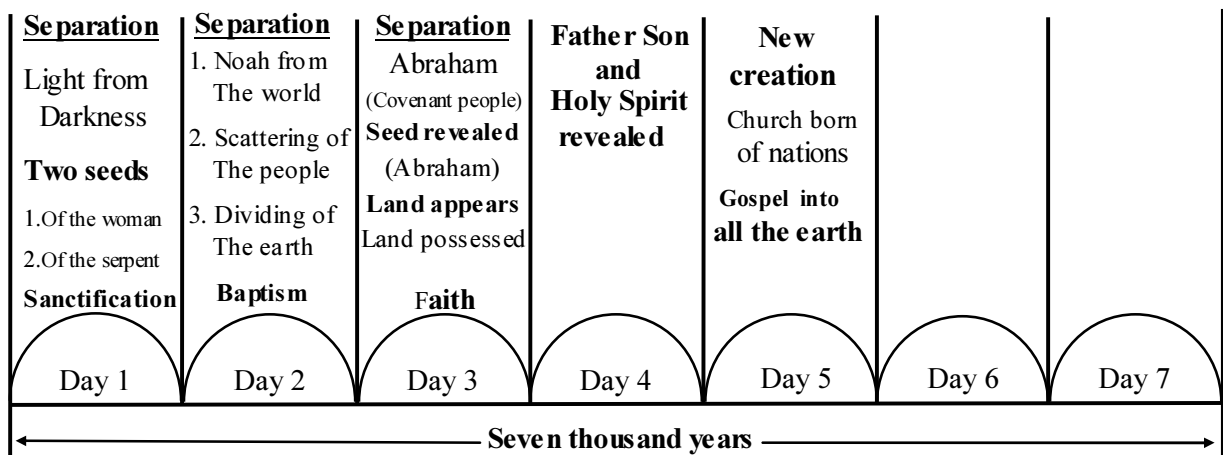 Separation
Light from
Darkness
Two seeds
1.Of the woman
2.Of the serpent
Sanctification
Separation
1. Noah from
The world
2. Scattering of
The people
3. Dividing of
The earth
Baptism
Separation
Abraham
(Covenant people)
Seed revealed
(Abraham)
Land appears
Land possessed
Faith
Father Son
and
Holy Spirit
revealed
New
creation
Church born
of nations
Gospel into
all the earth
Day 1
Day 2
Day 3
Day 4
Day 5
Day 6
Day 7
Seven thousand years